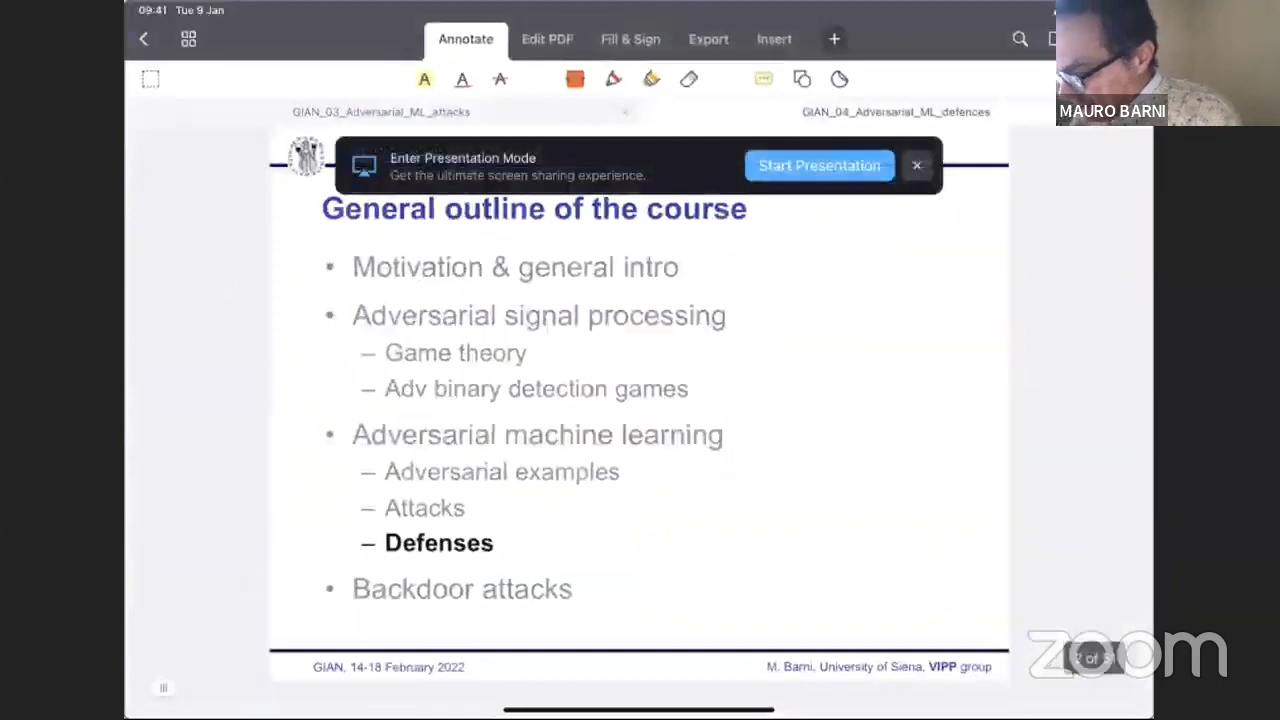 09:41 Tue 9 Jan
Annotate Edit PDF Fill & Sign Export Insert +
A A A
MAURO BARNI
GIAN_03_Adversarial_ML_attacks × GIAN_04_Adversarial_ML_defences
Enter Presentation Mode
Get the ultimate screen sharing experience.
Start Presentation ×
General outline of the course
• Motivation & general intro
• Adversarial signal processing
– Game theory
– Adv binary detection games
• Adversarial machine learning
– Adversarial examples
– Attacks
– Defenses
• Backdoor attacks
GIAN, 14-18 February 2022
M. Barni, University of Siena, VIPP group
zoom